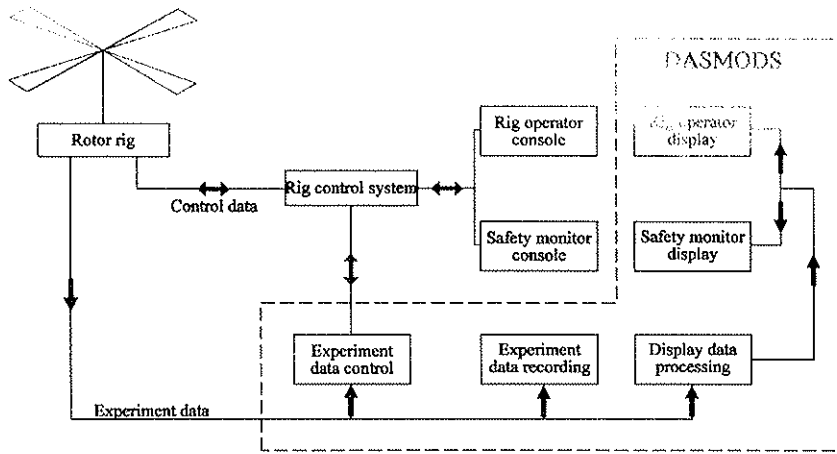 DASMODS
Rotor rig
Rig operator
console
Rig operator
display
Control data
Rig control system
Safety monitor
console
Safety monitor
display
Experiment
data control
Experiment
data recording
Display data
processing
Experiment data